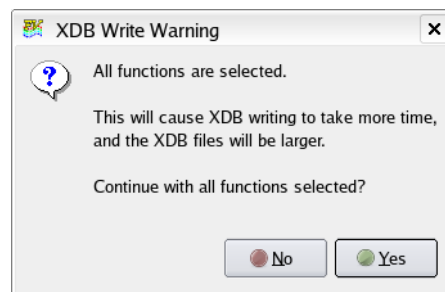 XDB Write Warning
All functions are selected.
This will cause XDB writing to take more time,
and the XDB files will be larger.
Continue with all functions selected?
No
Yes